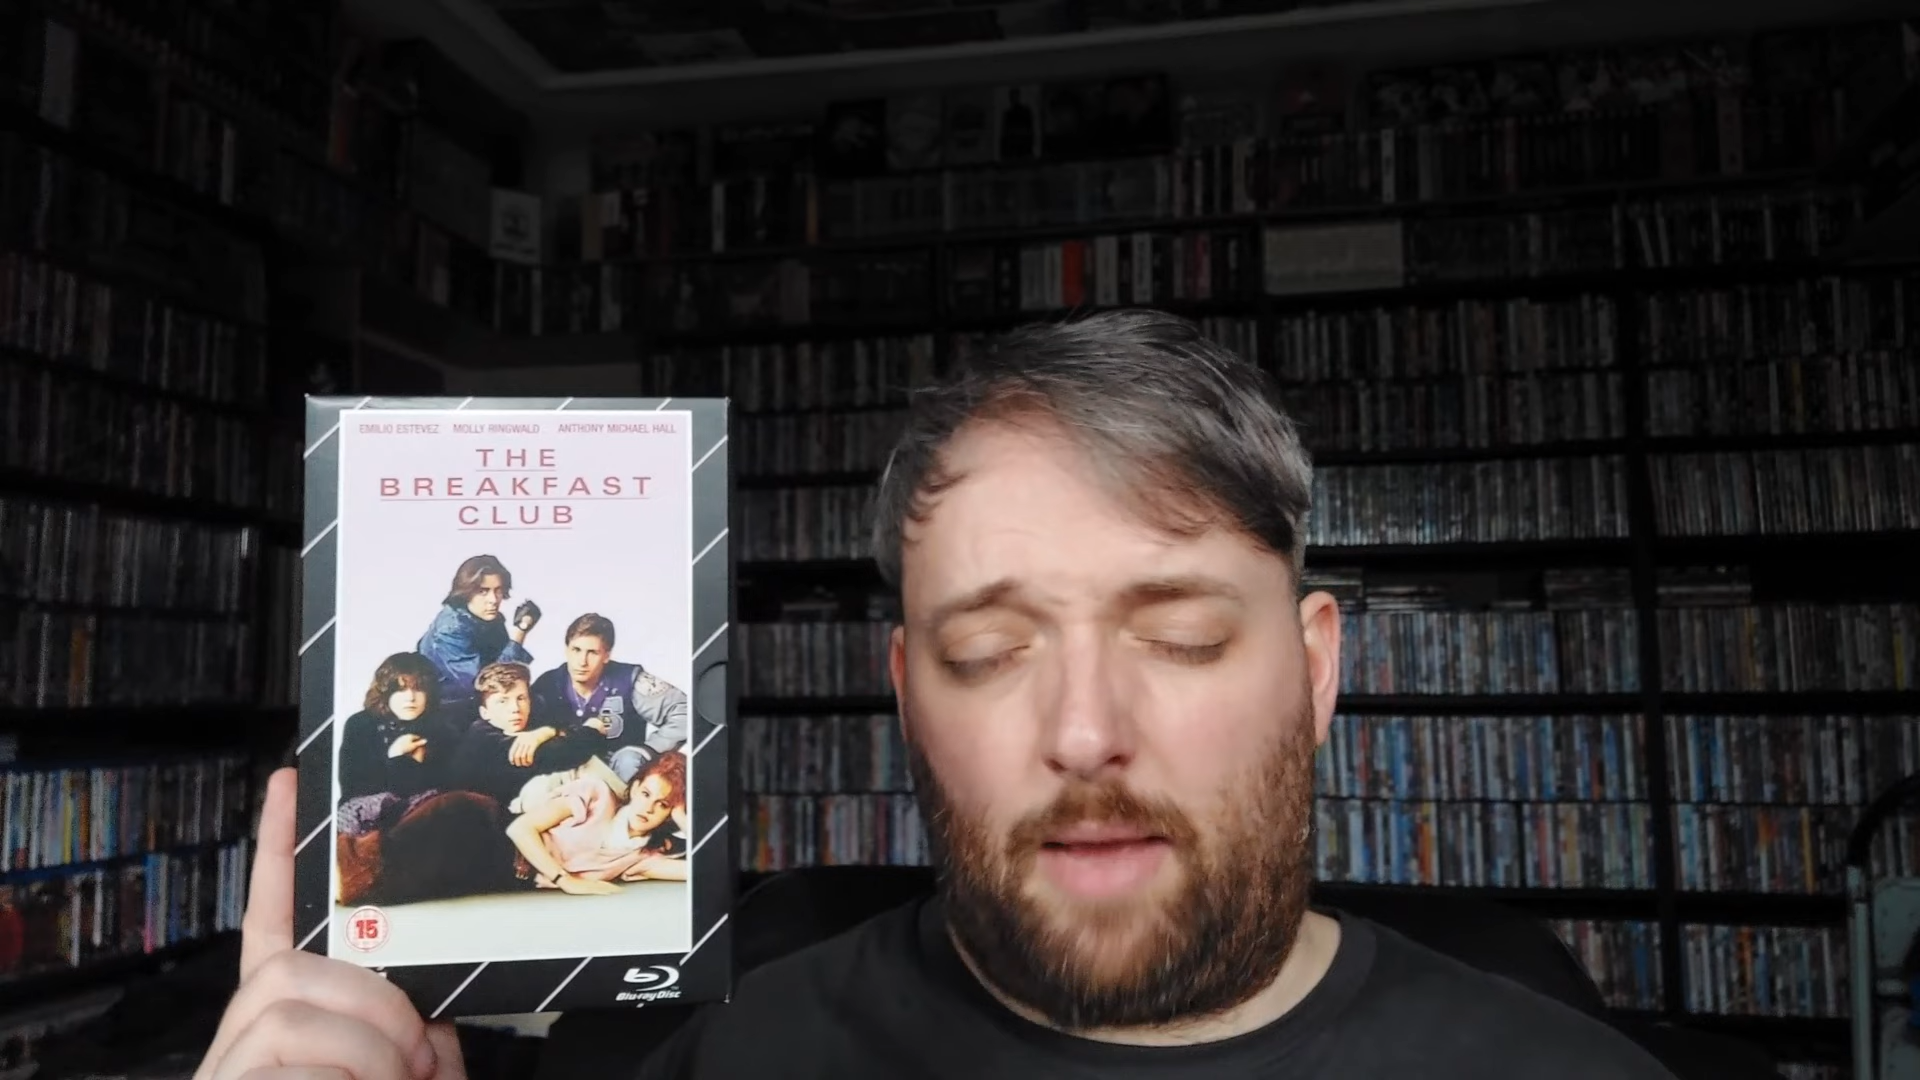 EMILIO ESTEVEZ MOLLY RINGWALD ANTHONY MICHAEL HALL
THE
BREAKFAST
CLUB
S
15
Blu-ray Disc